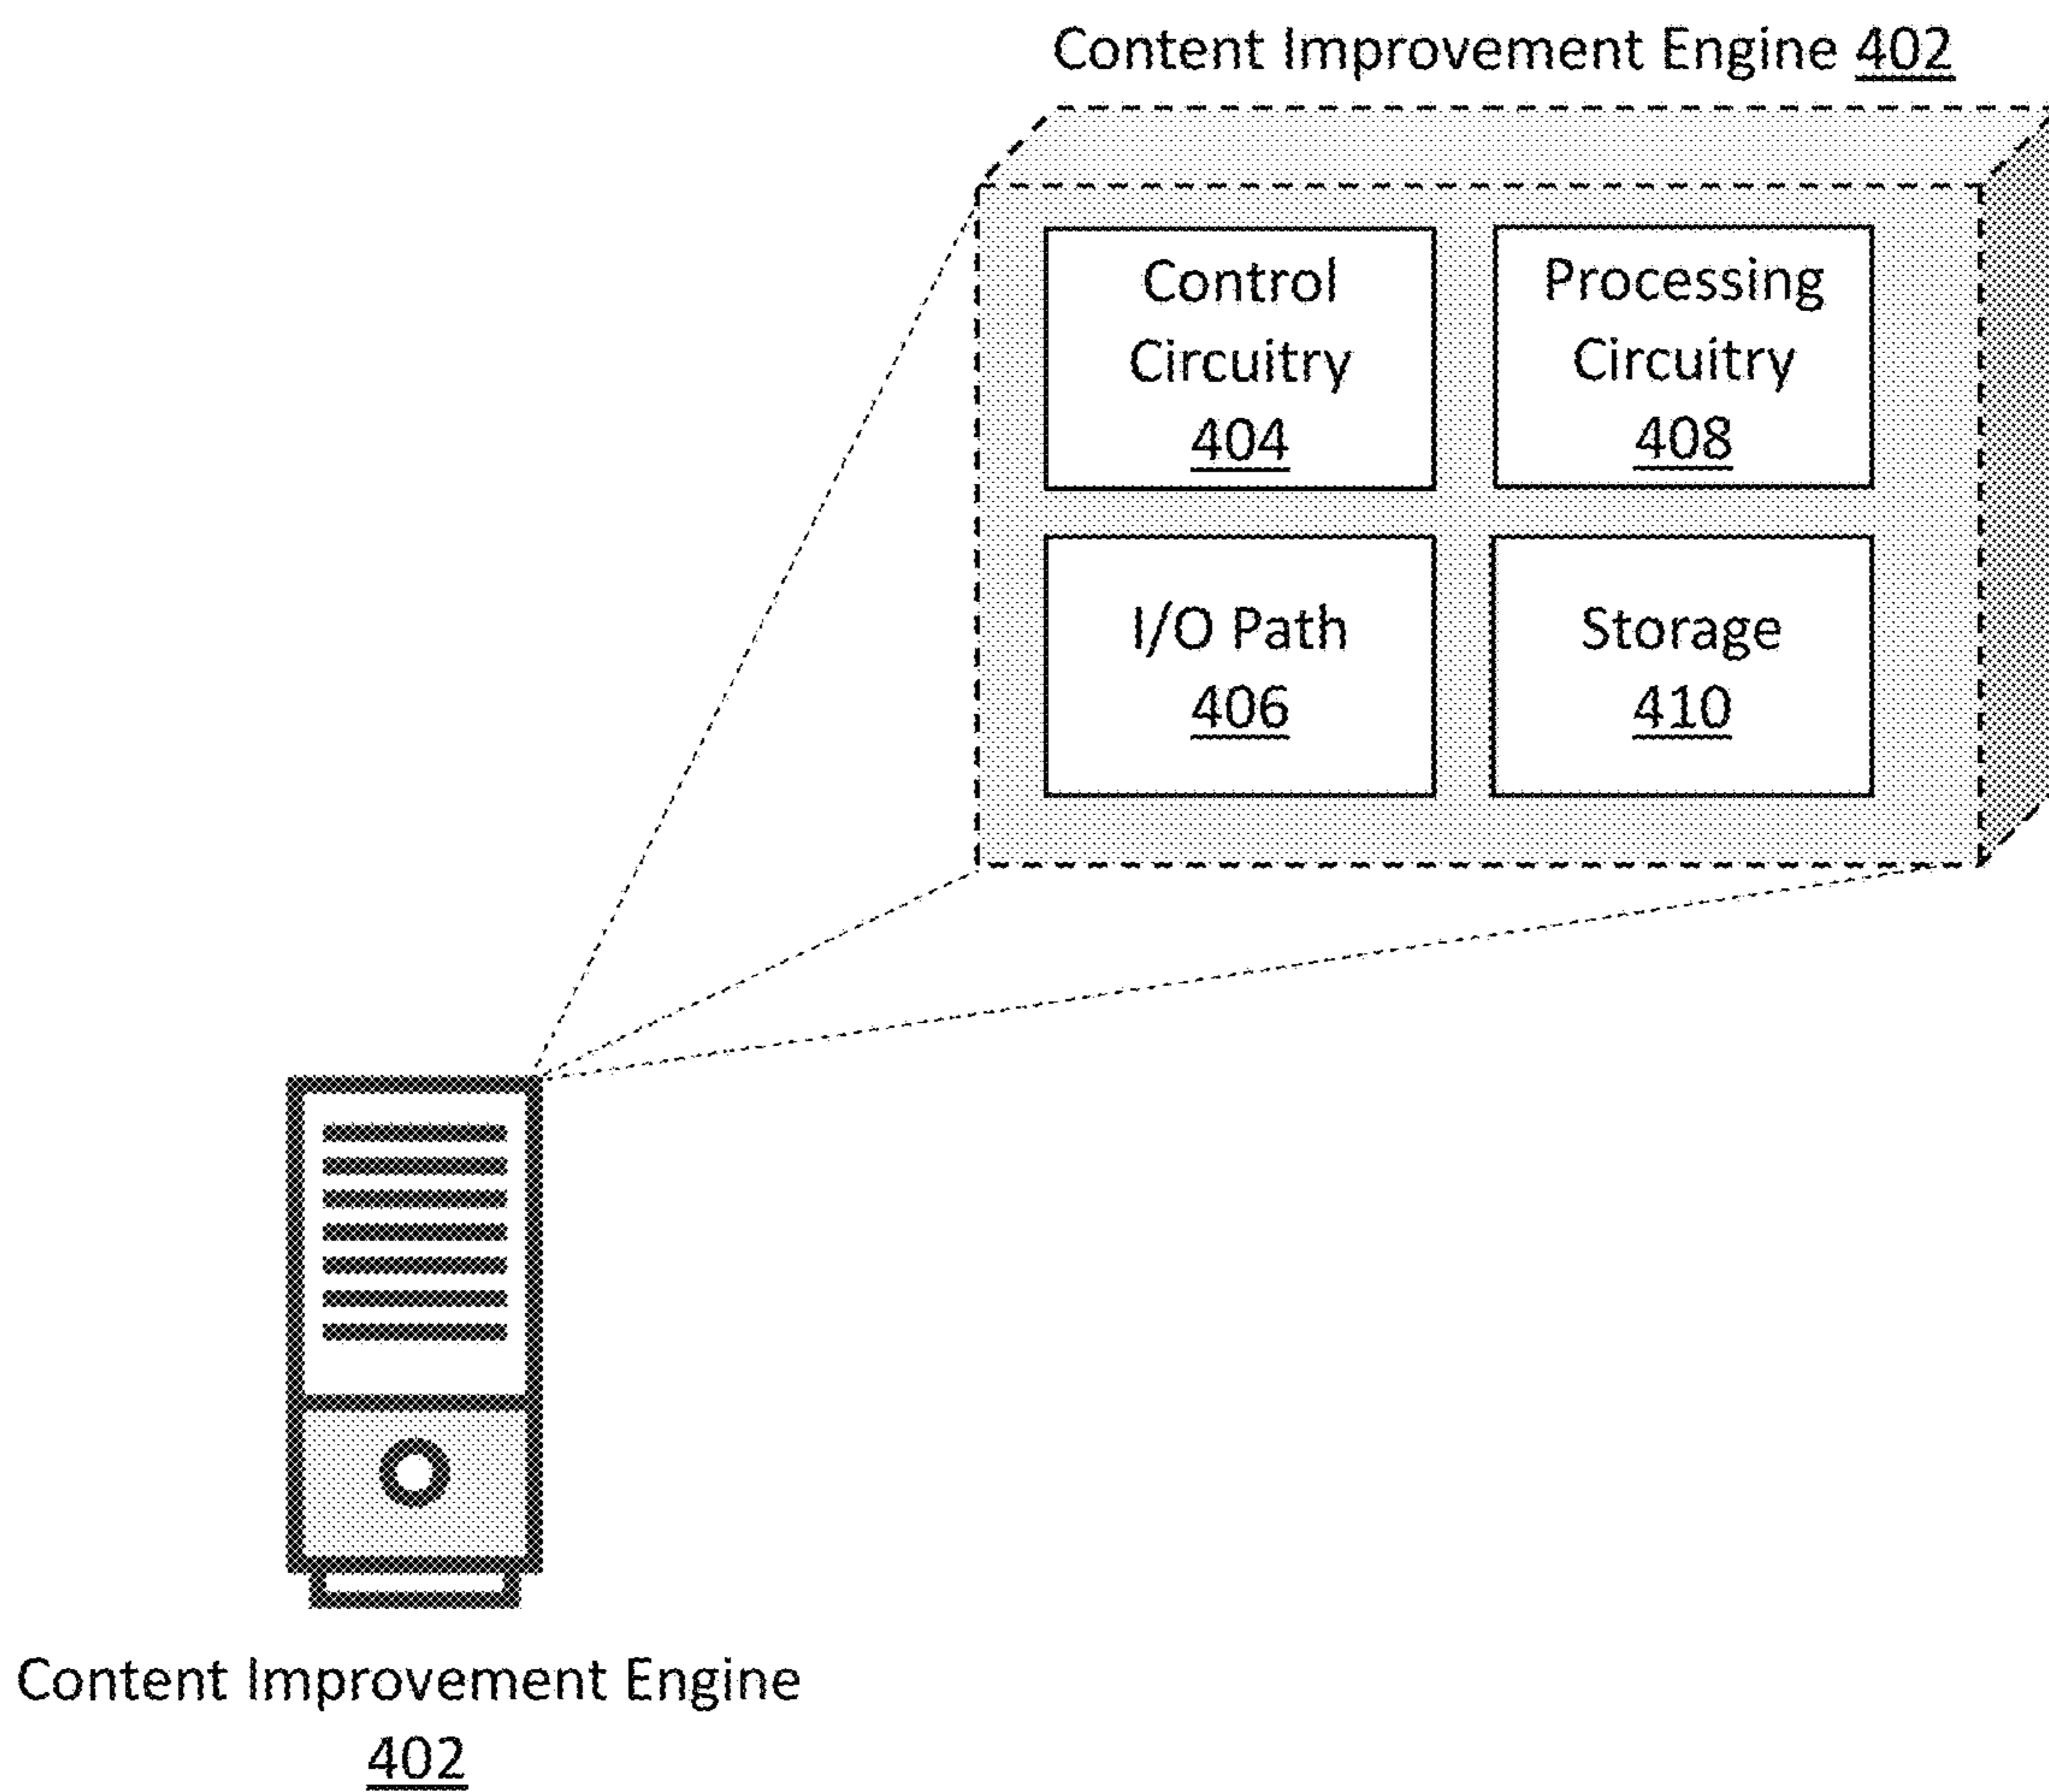 Content Improvement Engine 402
Control
Circuitry
404
Processing
Circuitry
408
I/O Path
406
Storage
410
Content Improvement Engine
402